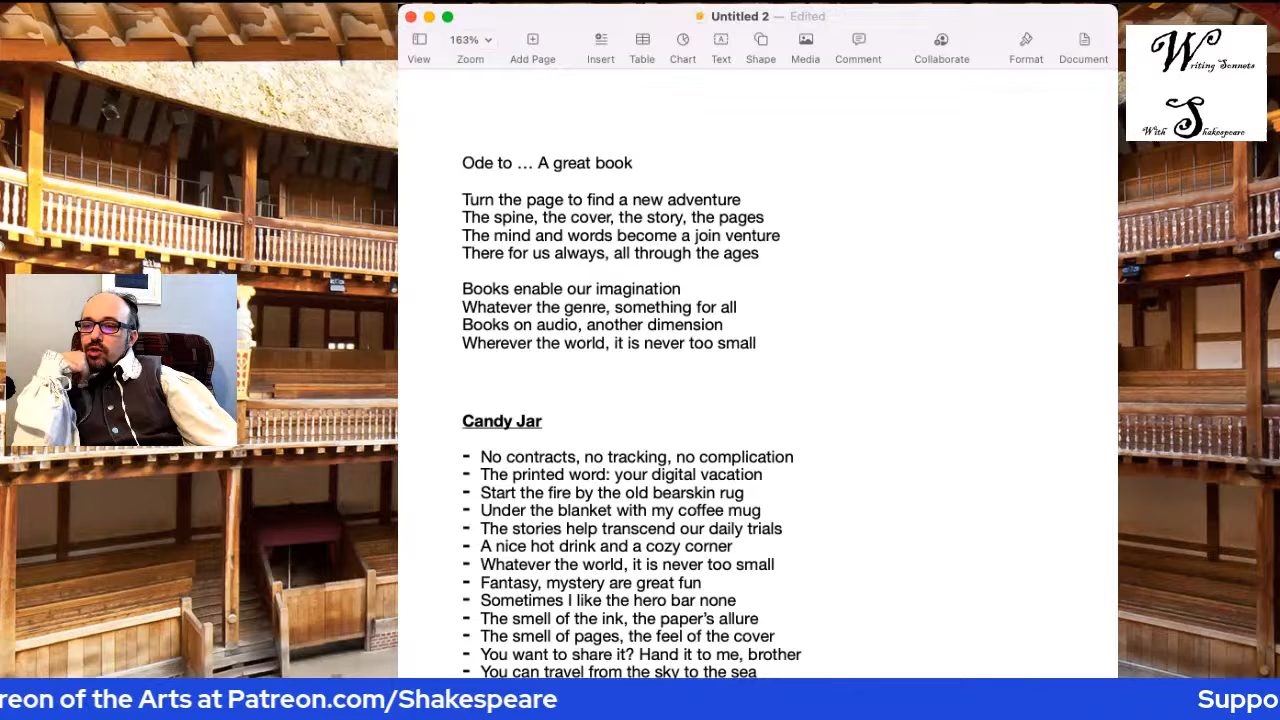 Untitled 2 — Edited
163%
View Zoom Add Page Insert Table Chart Text Shape Media Comment Collaborate Format Document
Writing Sonnets
With Shakespeare
Ode to … A great book
Turn the page to find a new adventure
The spine, the cover, the story, the pages
The mind and words become a join venture
There for us always, all through the ages
Books enable our imagination
Whatever the genre, something for all
Books on audio, another dimension
Wherever the world, it is never too small
Candy Jar
- No contracts, no tracking, no complication
- The printed word: your digital vacation
- Start the fire by the old bearskin rug
- Under the blanket with my coffee mug
- The stories help transcend our daily trials
- A nice hot drink and a cozy corner
- Whatever the world, it is never too small
- Fantasy, mystery are great fun
- Sometimes I like the hero bar none
- The smell of the ink, the paper's allure
- The smell of pages, the feel of the cover
- You want to share it? Hand it to me, brother
- You can travel from the sky to the sea
reon of the Arts at Patreon.com/Shakespeare Suppo